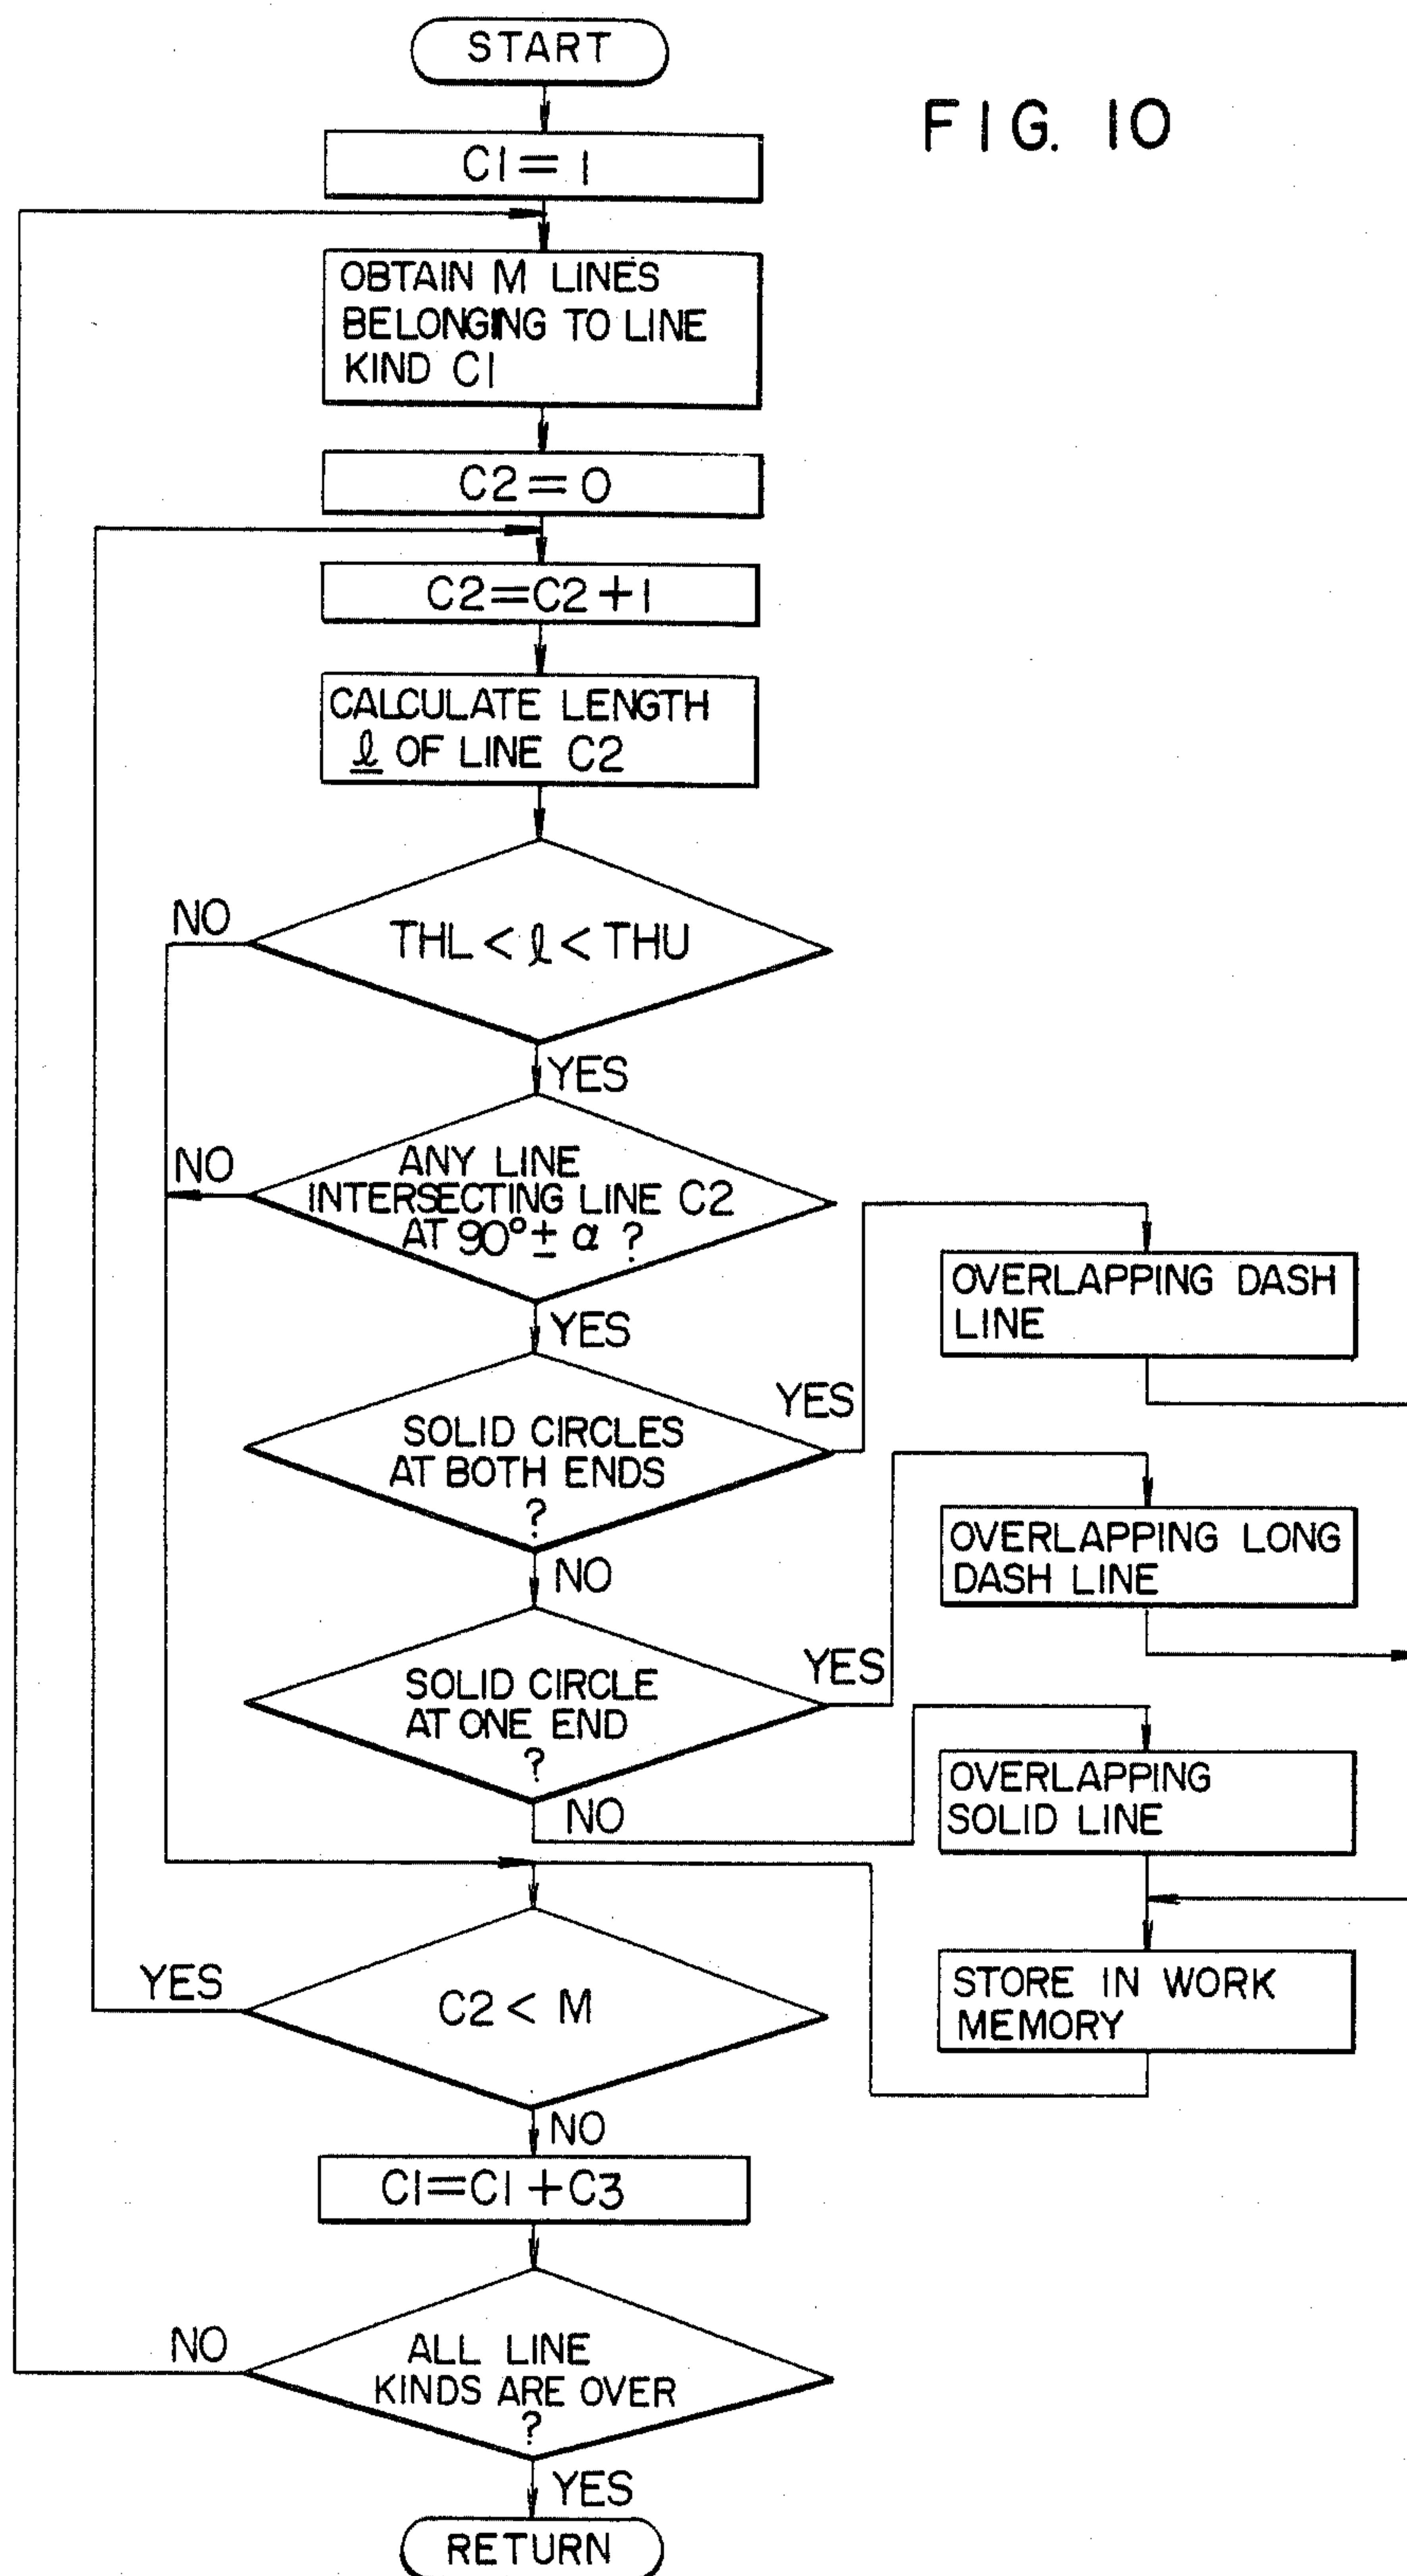 START
FIG. 10
C1 = 1
OBTAIN M LINES
BELONGING TO LINE
KIND C1
C2 = 0
C2 = C2 + 1
CALCULATE LENGTH
ℓ OF LINE C2
NO
THL < ℓ < THU
YES
NO
ANY LINE
INTERSECTING LINE C2
AT 90° ± α ?
YES
OVERLAPPING DASH
LINE
YES
SOLID CIRCLES
AT BOTH ENDS
?
NO
OVERLAPPING LONG
DASH LINE
YES
SOLID CIRCLE
AT ONE END
?
NO
OVERLAPPING
SOLID LINE
YES
C2 < M
STORE IN WORK
MEMORY
NO
C1 = C1 + C3
NO
ALL LINE
KINDS ARE OVER
?
YES
RETURN